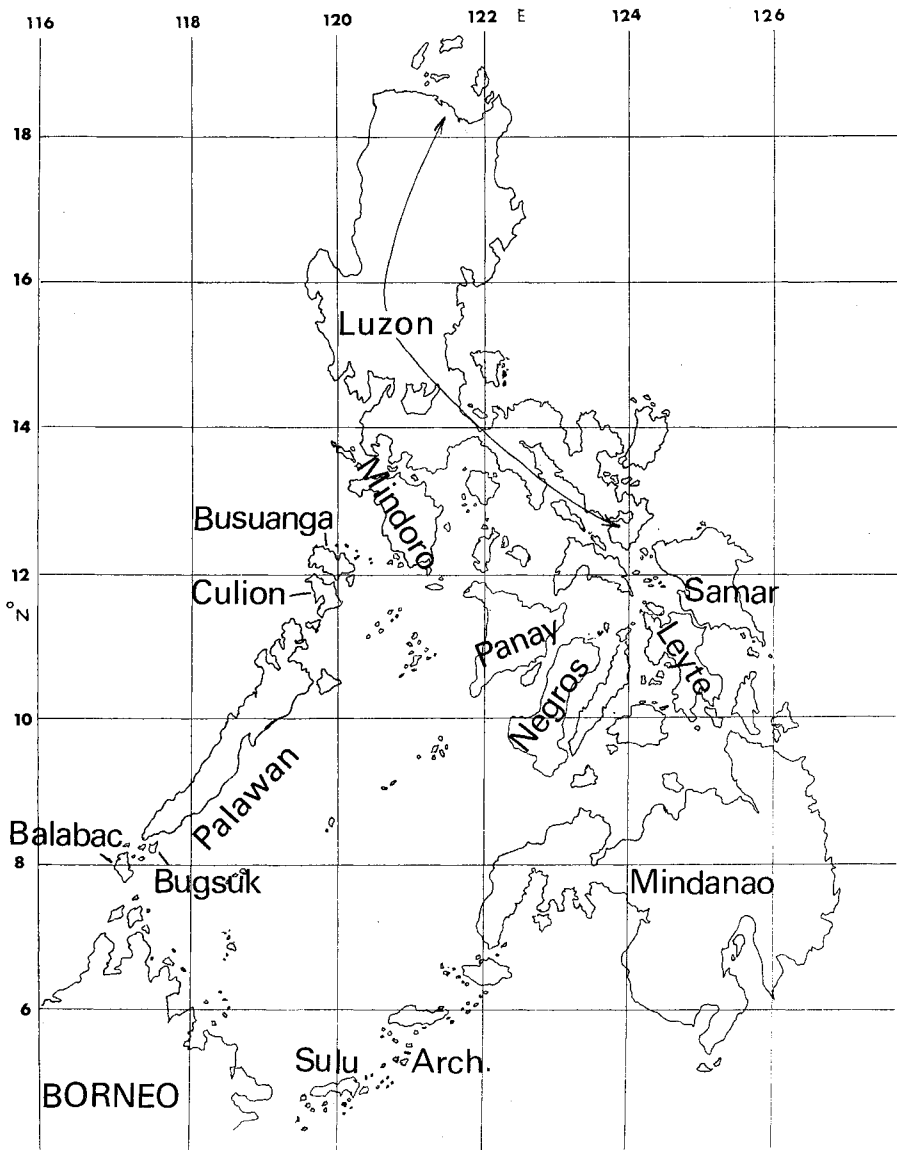 116 118 120 122 E 124 126
18
16
Luzon
14
Mindoro
Busuanga
12
Culion
Samar
°N
Panay
Leyte
Negros
10
Palawan
Balabac
8
Bugsuk
Mindanao
6
Sulu Arch.
BORNEO